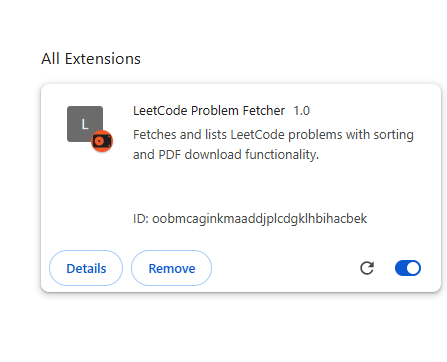 All Extensions
L
LeetCode Problem Fetcher 1.0
Fetches and lists LeetCode problems with sorting
and PDF download functionality.
ID: oobmcaginkmaaddjplcdgklhbihacbek
Details Remove